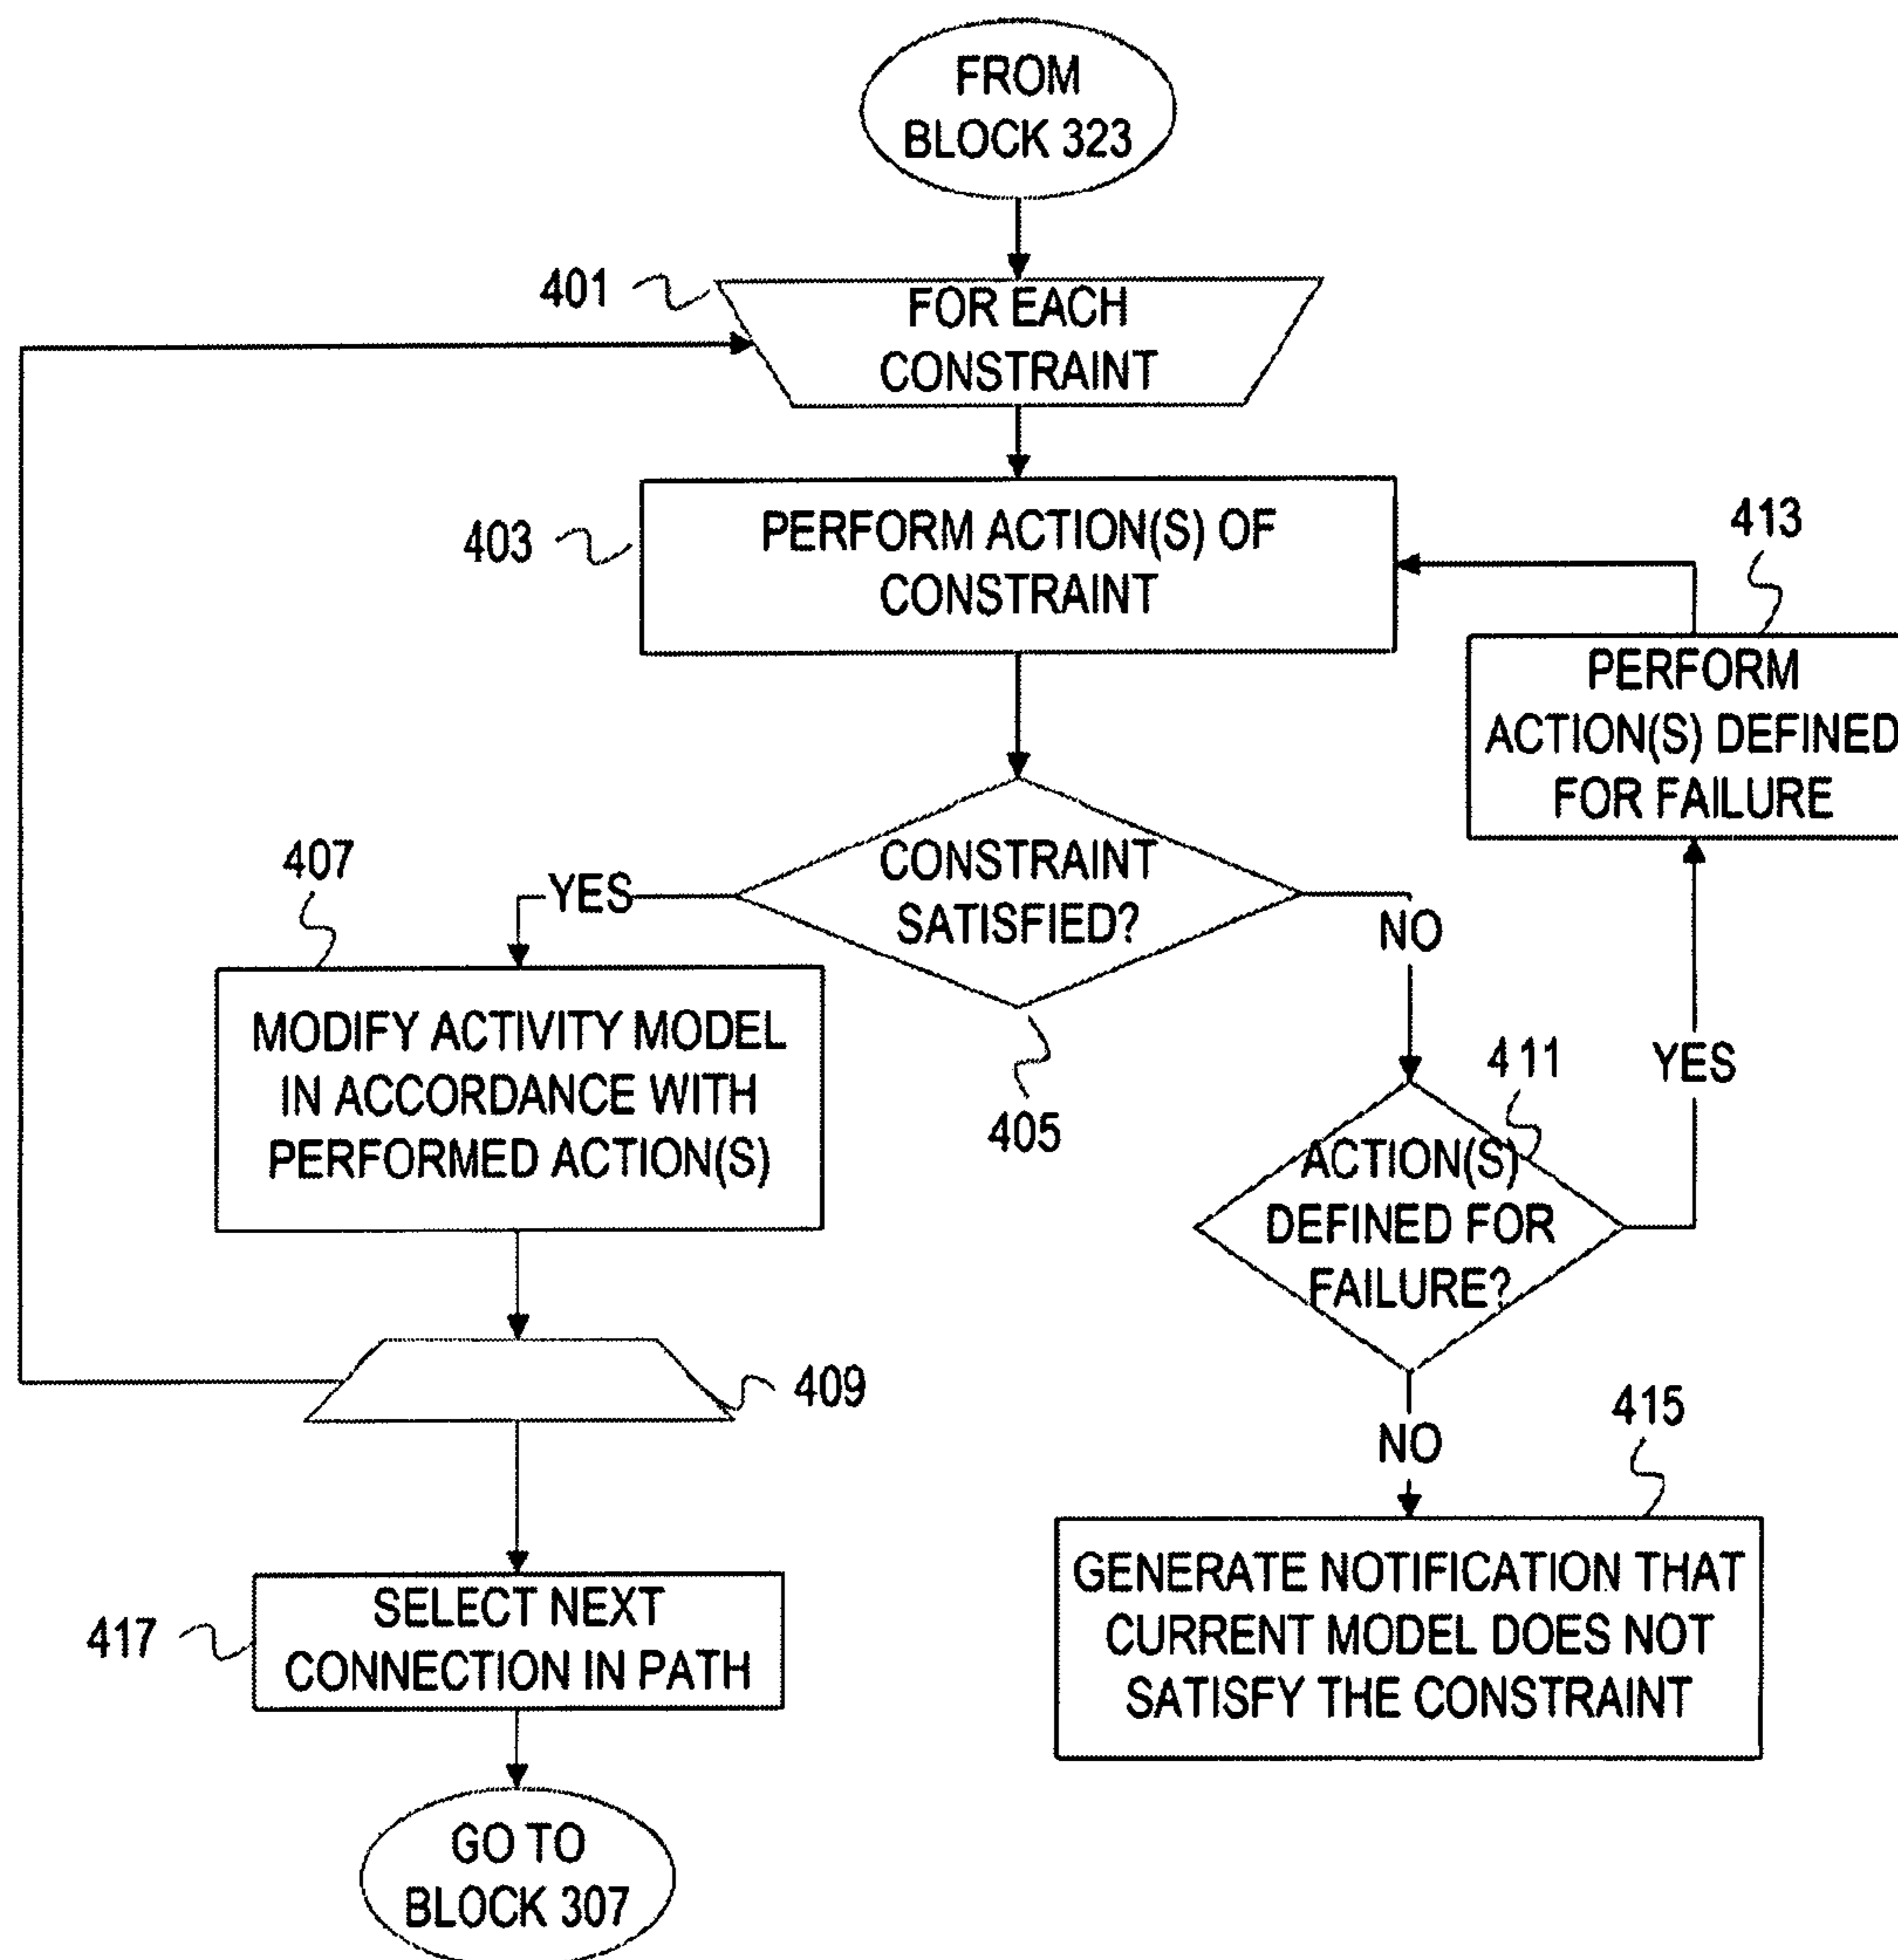 FROM
BLOCK 323
401
FOR EACH
CONSTRAINT
403
PERFORM ACTION(S) OF
CONSTRAINT
413
PERFORM
ACTION(S) DEFINED
FOR FAILURE
407
YES
CONSTRAINT
SATISFIED?
NO
405
MODIFY ACTIVITY MODEL
IN ACCORDANCE WITH
PERFORMED ACTION(S)
411
YES
ACTION(S)
DEFINED FOR
FAILURE?
409
NO
415
GENERATE NOTIFICATION THAT
CURRENT MODEL DOES NOT
SATISFY THE CONSTRAINT
417
SELECT NEXT
CONNECTION IN PATH
GO TO
BLOCK 307